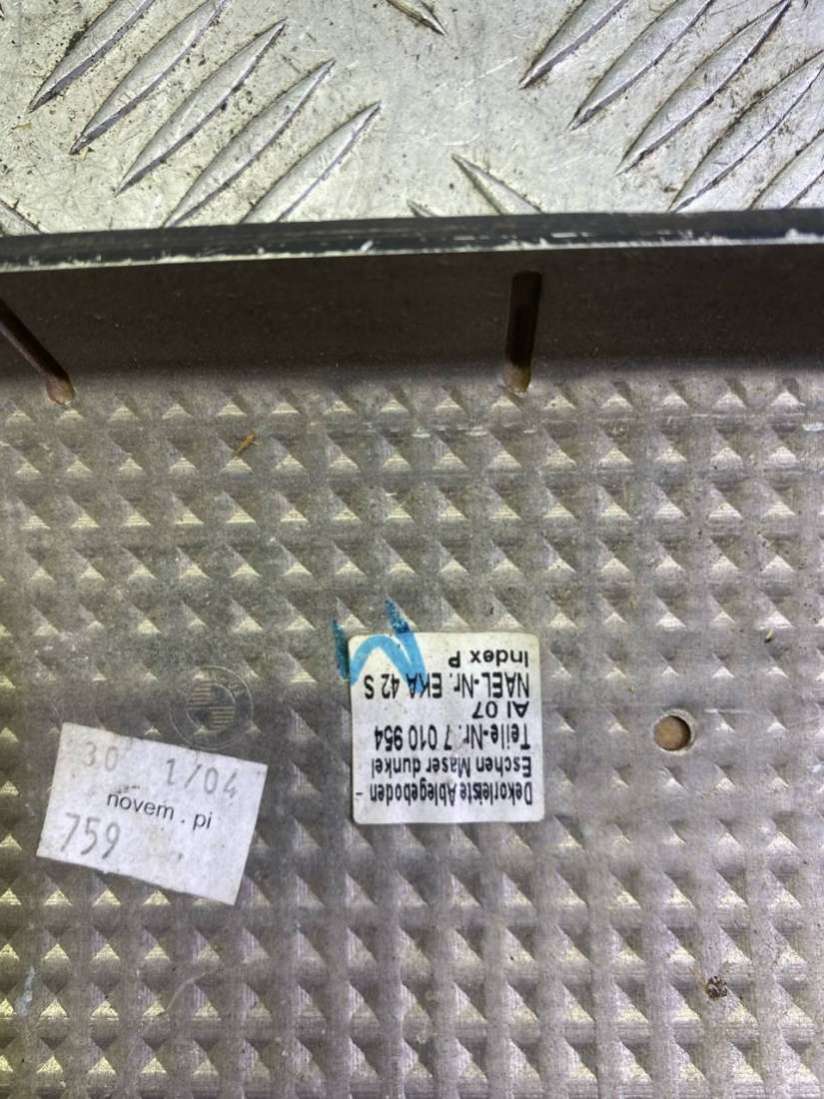 Dekorleiste Ablegeboden -
Eschen Maser dunkel
Teile-Nr. 7 010 954
AI 07
NAEL-Nr. EKA 42 S
Index P
30 1/04
novem . pi
759